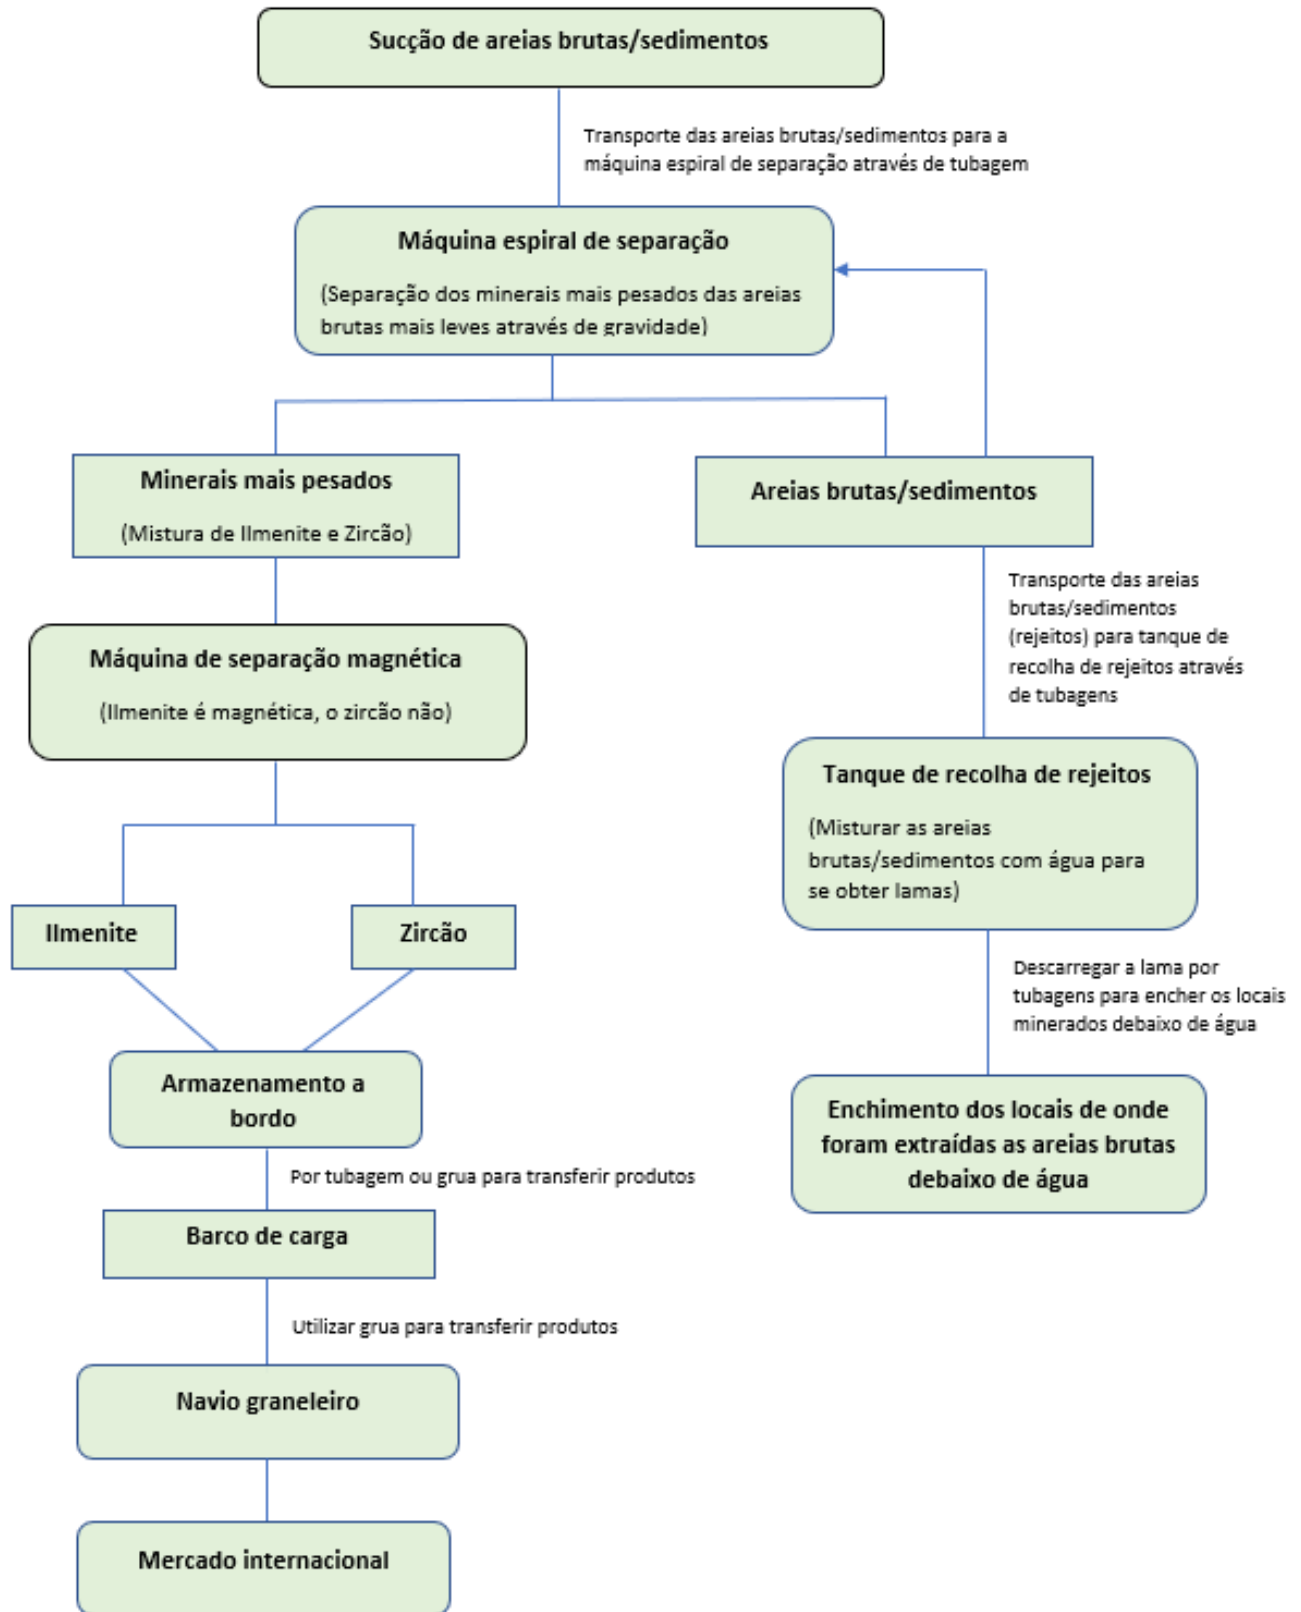 Sucção de areias brutas/sedimentos
Transporte das areias brutas/sedimentos para a
máquina espiral de separação através de tubagem
Máquina espiral de separação
(Separação dos minerais mais pesados das areias
brutas mais leves através de gravidade)
Minerais mais pesados
(Mistura de Ilmenite e Zircão)
Areias brutas/sedimentos
Transporte das areias
brutas/sedimentos
(rejeitos) para tanque de
recolha de rejeitos através
de tubagens
Máquina de separação magnética
(Ilmenite é magnética, o zircão não)
Tanque de recolha de rejeitos
(Misturar as areias
brutas/sedimentos com água para
se obter lamas)
Ilmenite
Zircão
Descarregar a lama por
tubagens para encher os locais
minerados debaixo de água
Armazenamento a
bordo
Enchimento dos locais de onde
foram extraídas as areias brutas
debaixo de água
Por tubagem ou grua para transferir produtos
Barco de carga
Utilizar grua para transferir produtos
Navio graneleiro
Mercado internacional